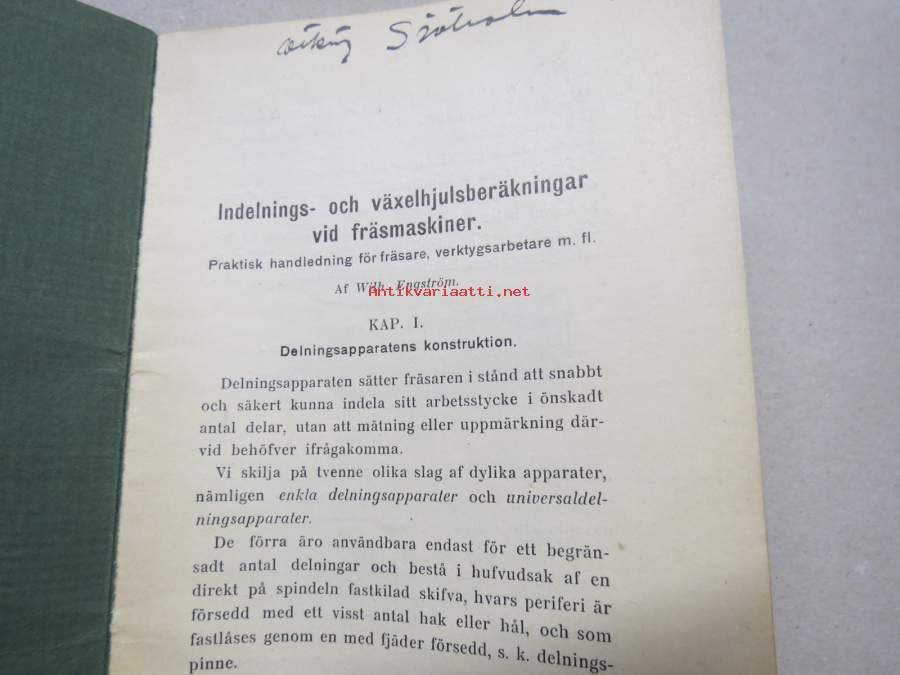 Sjöholm
Indelnings- och växelhjulsberäkningar
vid fräsmaskiner.
Praktisk handledning för fräsare, verktygsarbetare m. fl.
Af Wilh. Engström.
Antikvariaatti.net
KAP. I.
Delningsapparatens konstruktion.
Delningsapparaten sätter fräsaren i stånd att snabbt
och säkert kunna indela sitt arbetsstycke i önskadt
antal delar, utan att mätning eller uppmärkning där-
vid behöfver ifrågakomma.
Vi skilja på tvenne olika slag af dylika apparater,
nämligen enkla delningsapparater och universaldel-
ningsapparater.
De förra äro användbara endast för ett begrän-
sadt antal delningar och bestå i hufvudsak af en
direkt på spindeln fastkilad skifva, hvars periferi är
försedd med ett visst antal hak eller hål, och som
fastlåses genom en med fjäder försedd, s. k. delnings-
pinne.